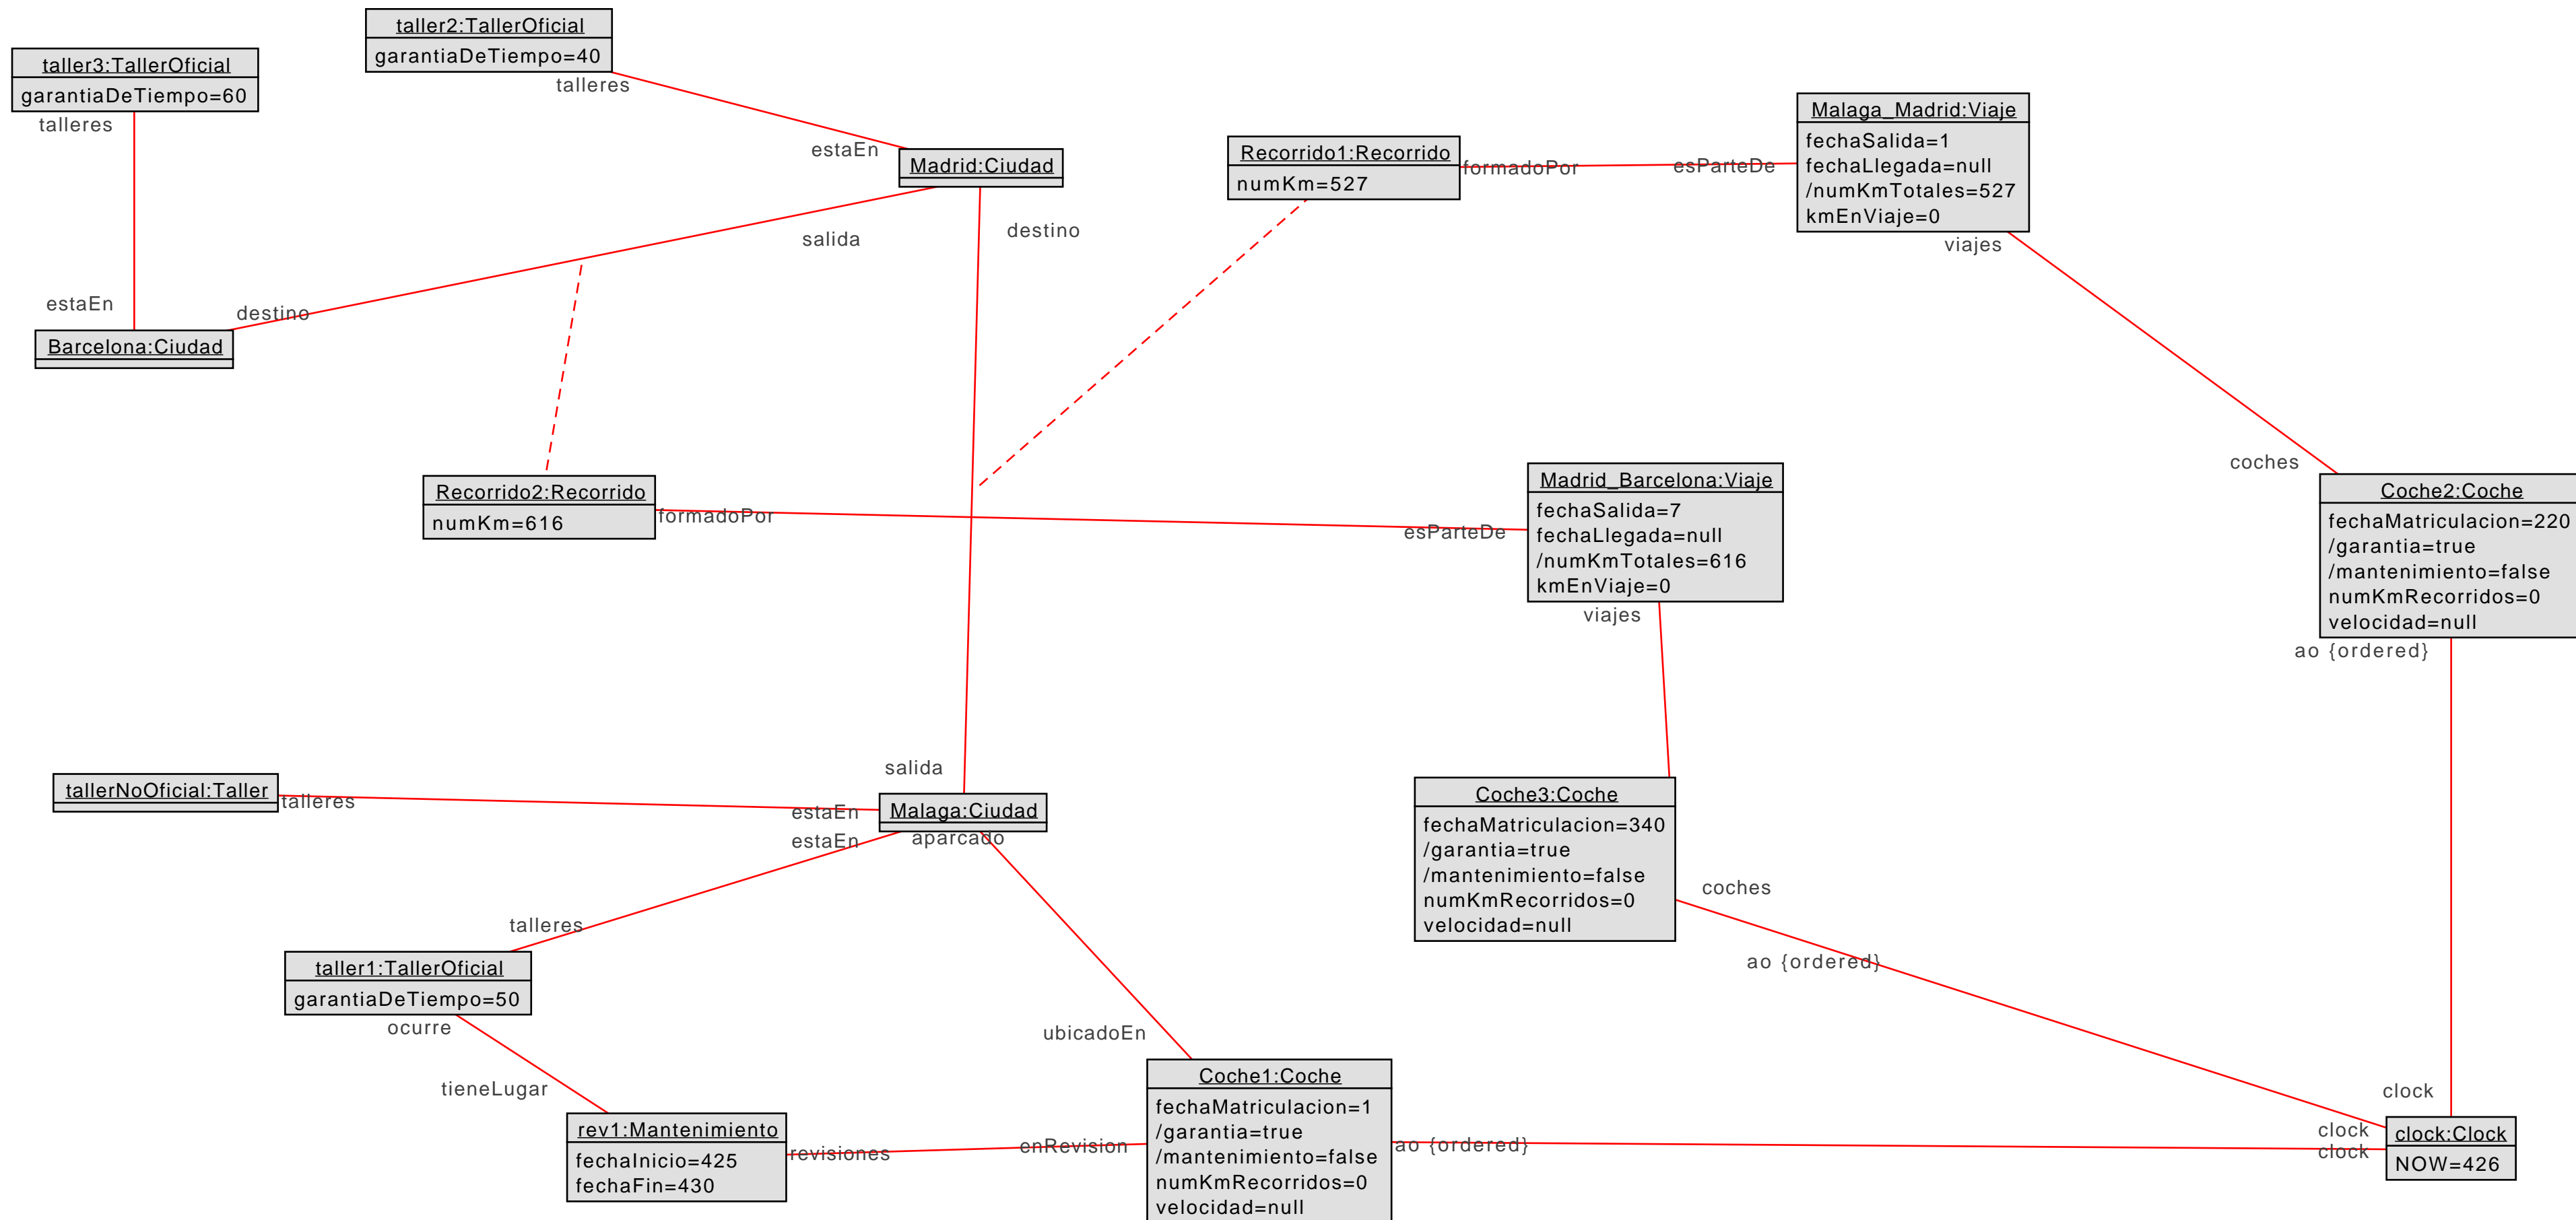 taller2:TallerOficial
garantiaDeTiempo=40
talleres
taller3:TallerOficial
garantiaDeTiempo=60
talleres
estaEn
Madrid:Ciudad
salida
destino
estaEn
destino
Barcelona:Ciudad
Recorrido1:Recorrido
numKm=527
formadoPor
esParteDe
Malaga_Madrid:Viaje
fechaSalida=1
fechaLlegada=null
/numKmTotales=527
kmEnViaje=0
viajes
coches
Recorrido2:Recorrido
numKm=616
formadoPor
esParteDe
Madrid_Barcelona:Viaje
fechaSalida=7
fechaLlegada=null
/numKmTotales=616
kmEnViaje=0
viajes
Coche2:Coche
fechaMatriculacion=220
/garantia=true
/mantenimiento=false
numKmRecorridos=0
velocidad=null
ao {ordered}
salida
tallerNoOficial:Taller
talleres
estaEn
Malaga:Ciudad
estaEn
aparcado
Coche3:Coche
fechaMatriculacion=340
/garantia=true
/mantenimiento=false
numKmRecorridos=0
velocidad=null
coches
ao {ordered}
talleres
taller1:TallerOficial
garantiaDeTiempo=50
ocurre
tieneLugar
ubicadoEn
rev1:Mantenimiento
fechaInicio=425
fechaFin=430
revisiones
enRevision
Coche1:Coche
fechaMatriculacion=1
/garantia=true
/mantenimiento=false
numKmRecorridos=0
velocidad=null
ao {ordered}
clock
clock
clock
clock:Clock
NOW=426